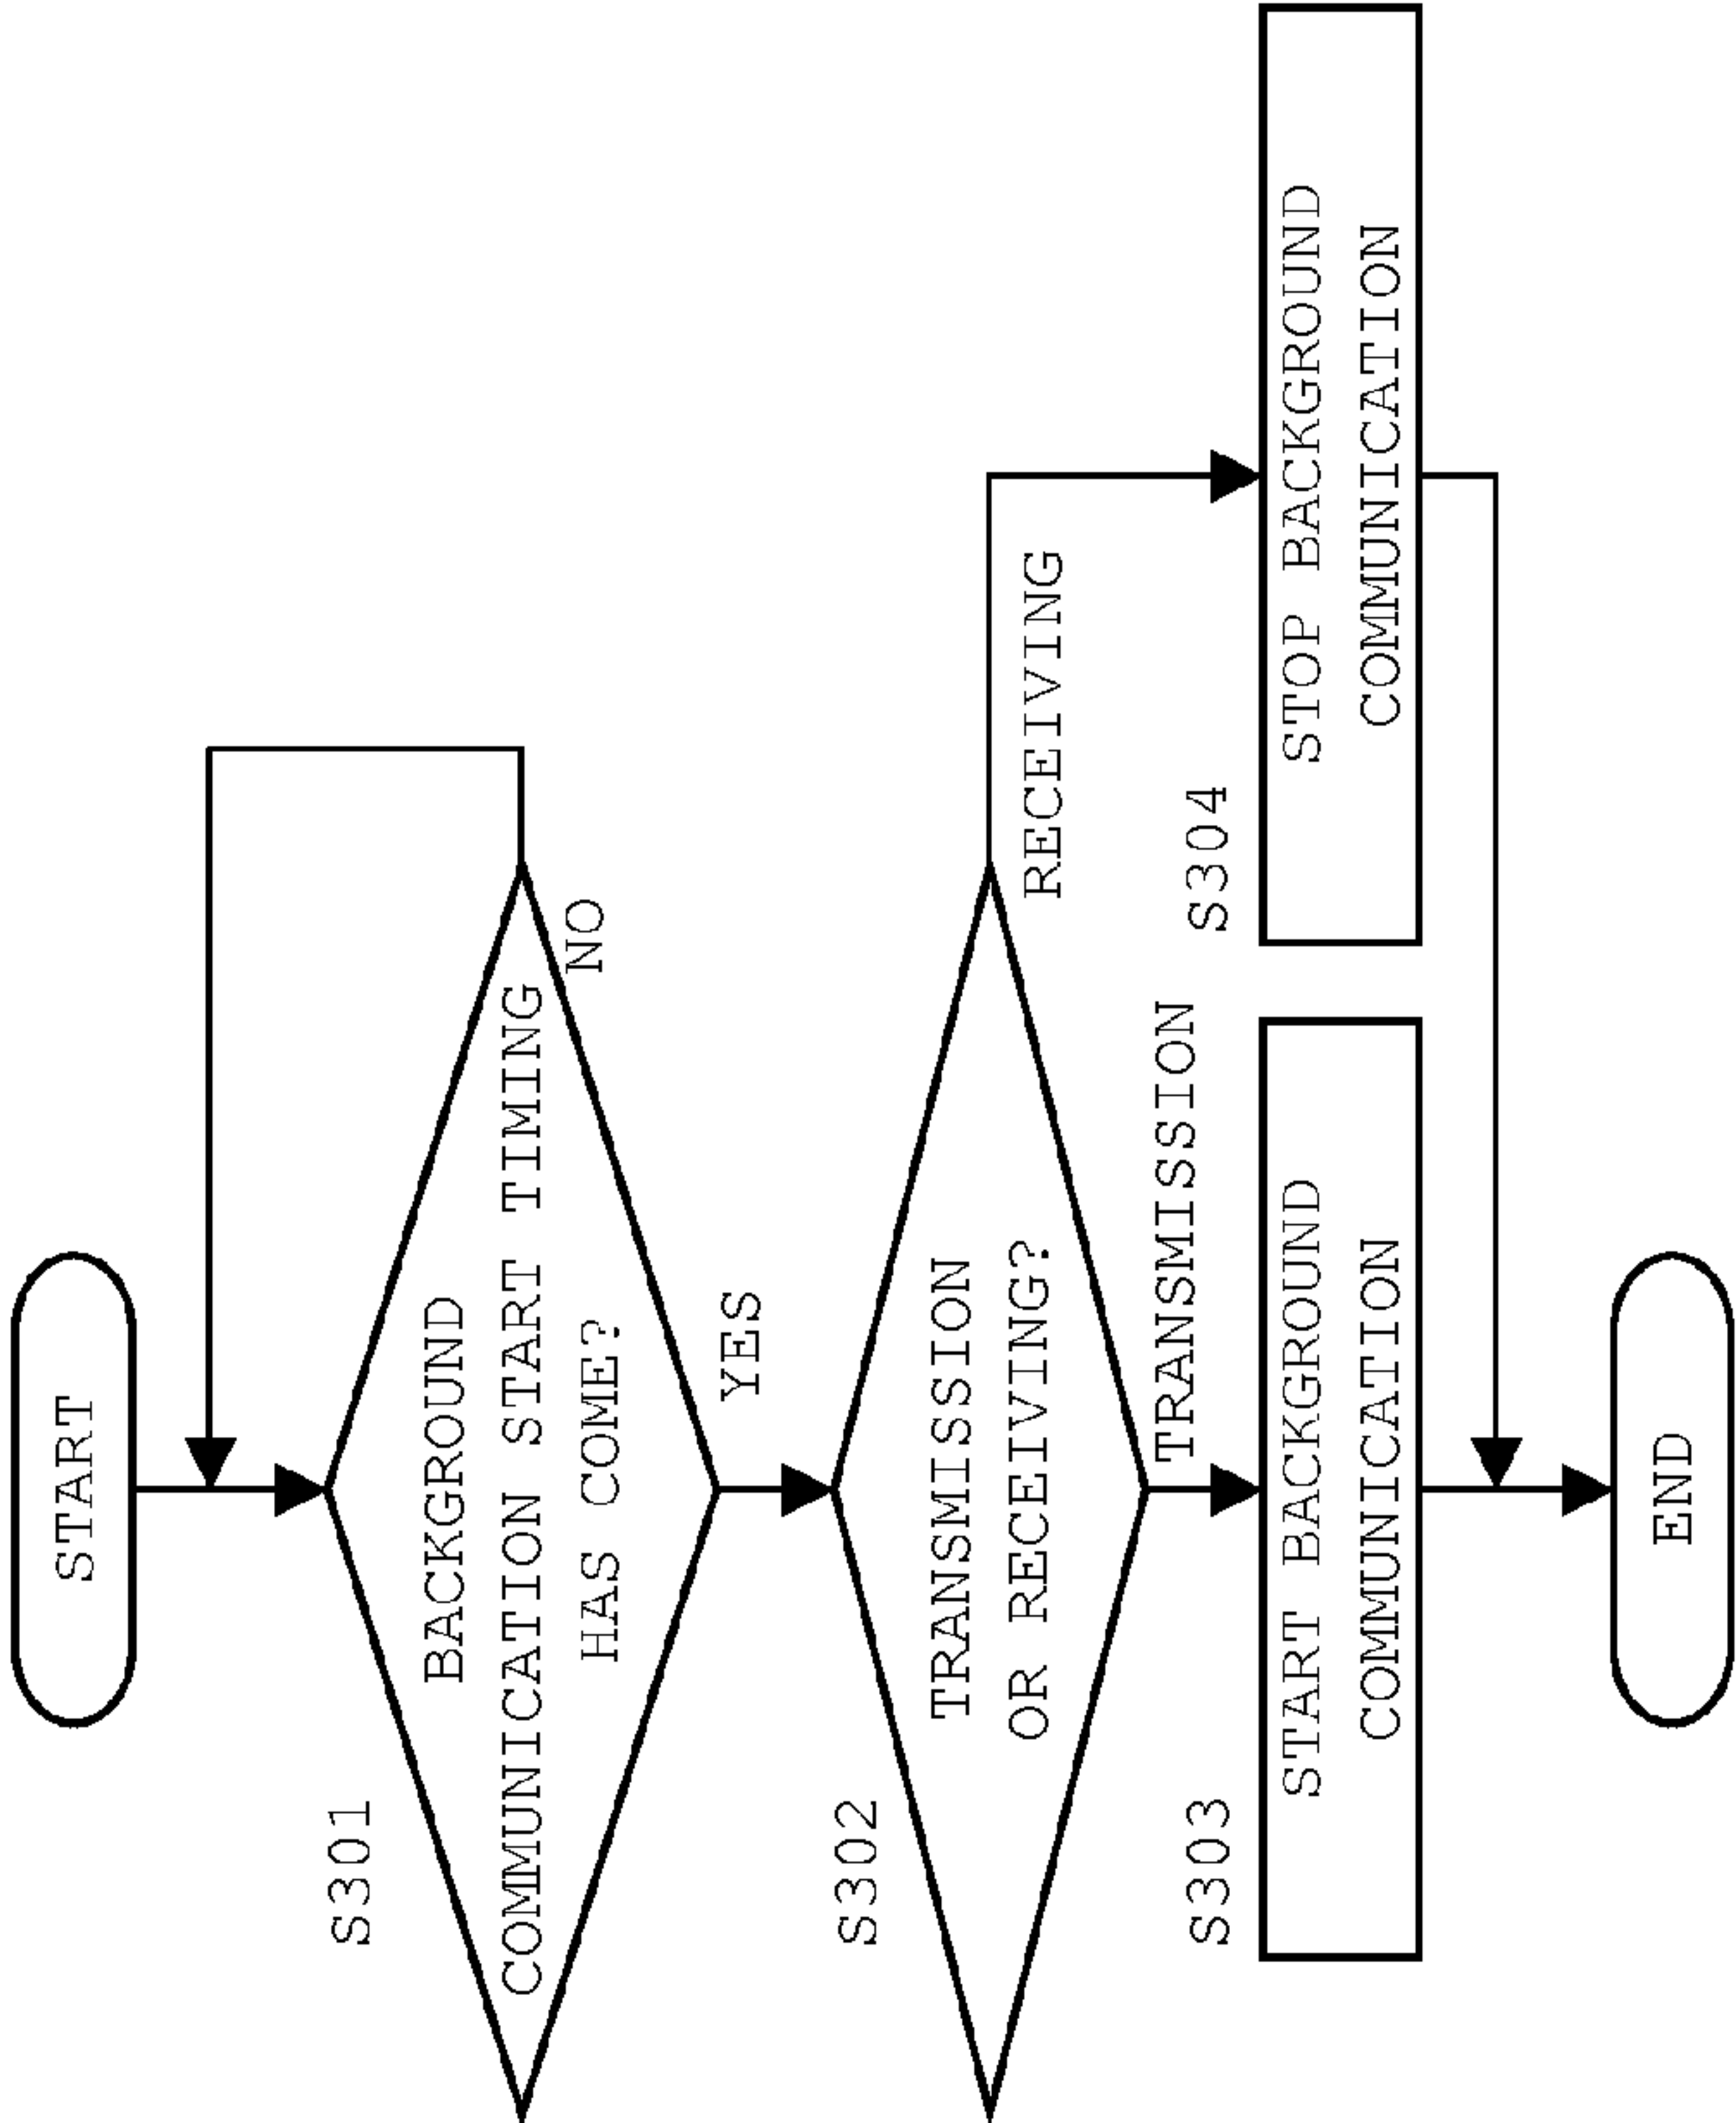 START
S301
BACKGROUND
COMMUNICATION START TIMING
HAS COME?
NO
YES
S302
TRANSMISSION
OR RECEIVING?
RECEIVING
TRANSMISSION
S303
START BACKGROUND
COMMUNICATION
S304
STOP BACKGROUND
COMMUNICATION
END